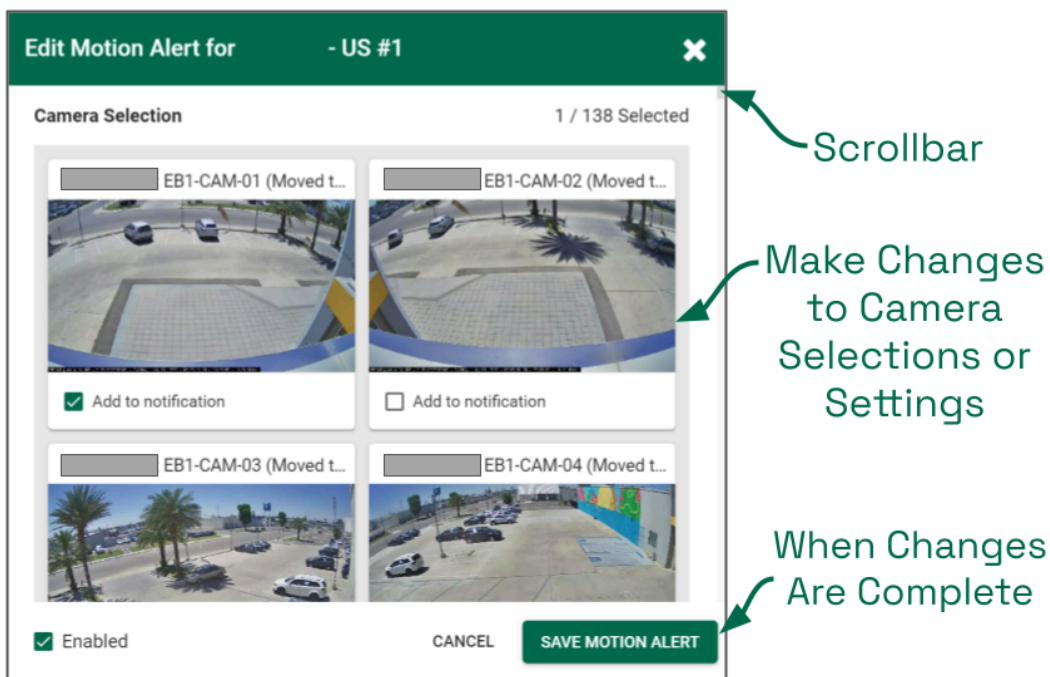 Edit Motion Alert for - US #1
Camera Selection
1 / 138 Selected
EB1-CAM-01 (Moved t...
EB1-CAM-02 (Moved t...
Add to notification
Add to notification
EB1-CAM-03 (Moved t...
EB1-CAM-04 (Moved t...
Enabled
CANCEL
SAVE MOTION ALERT
Scrollbar
Make Changes
to Camera
Selections or
Settings
When Changes
Are Complete